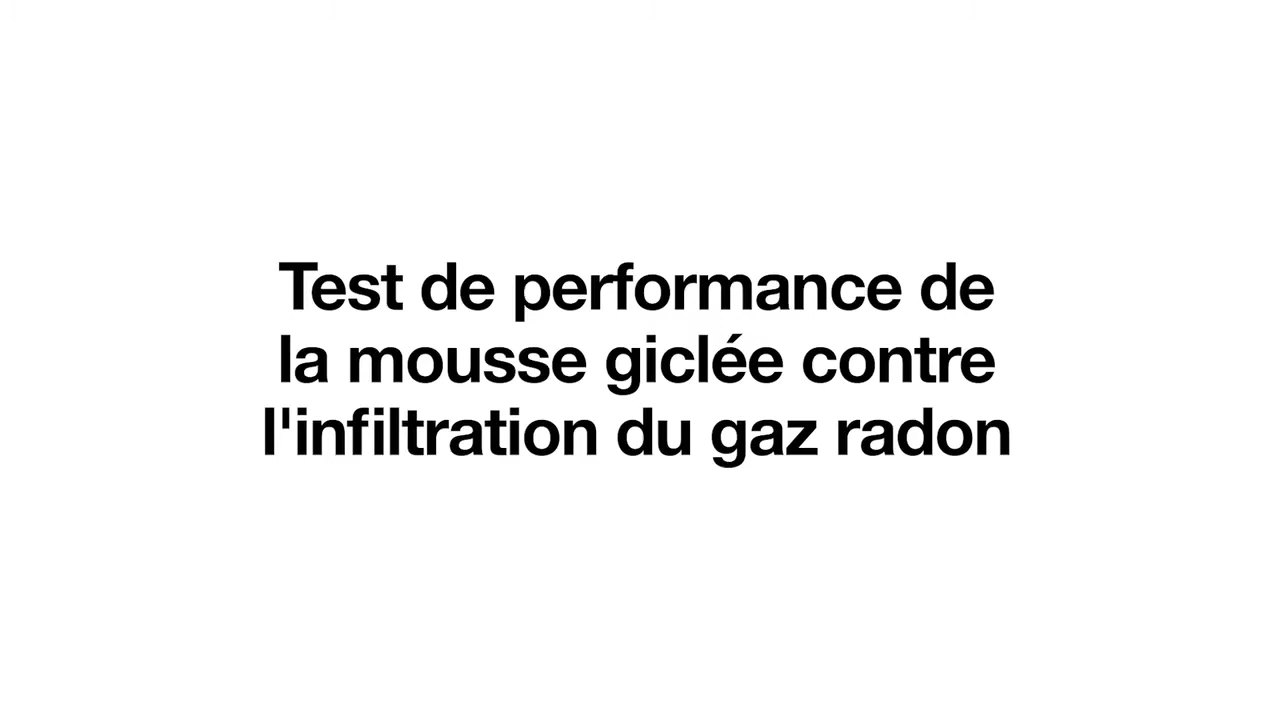 Test de performance de
la mousse giclée contre
l'infiltration du gaz radon